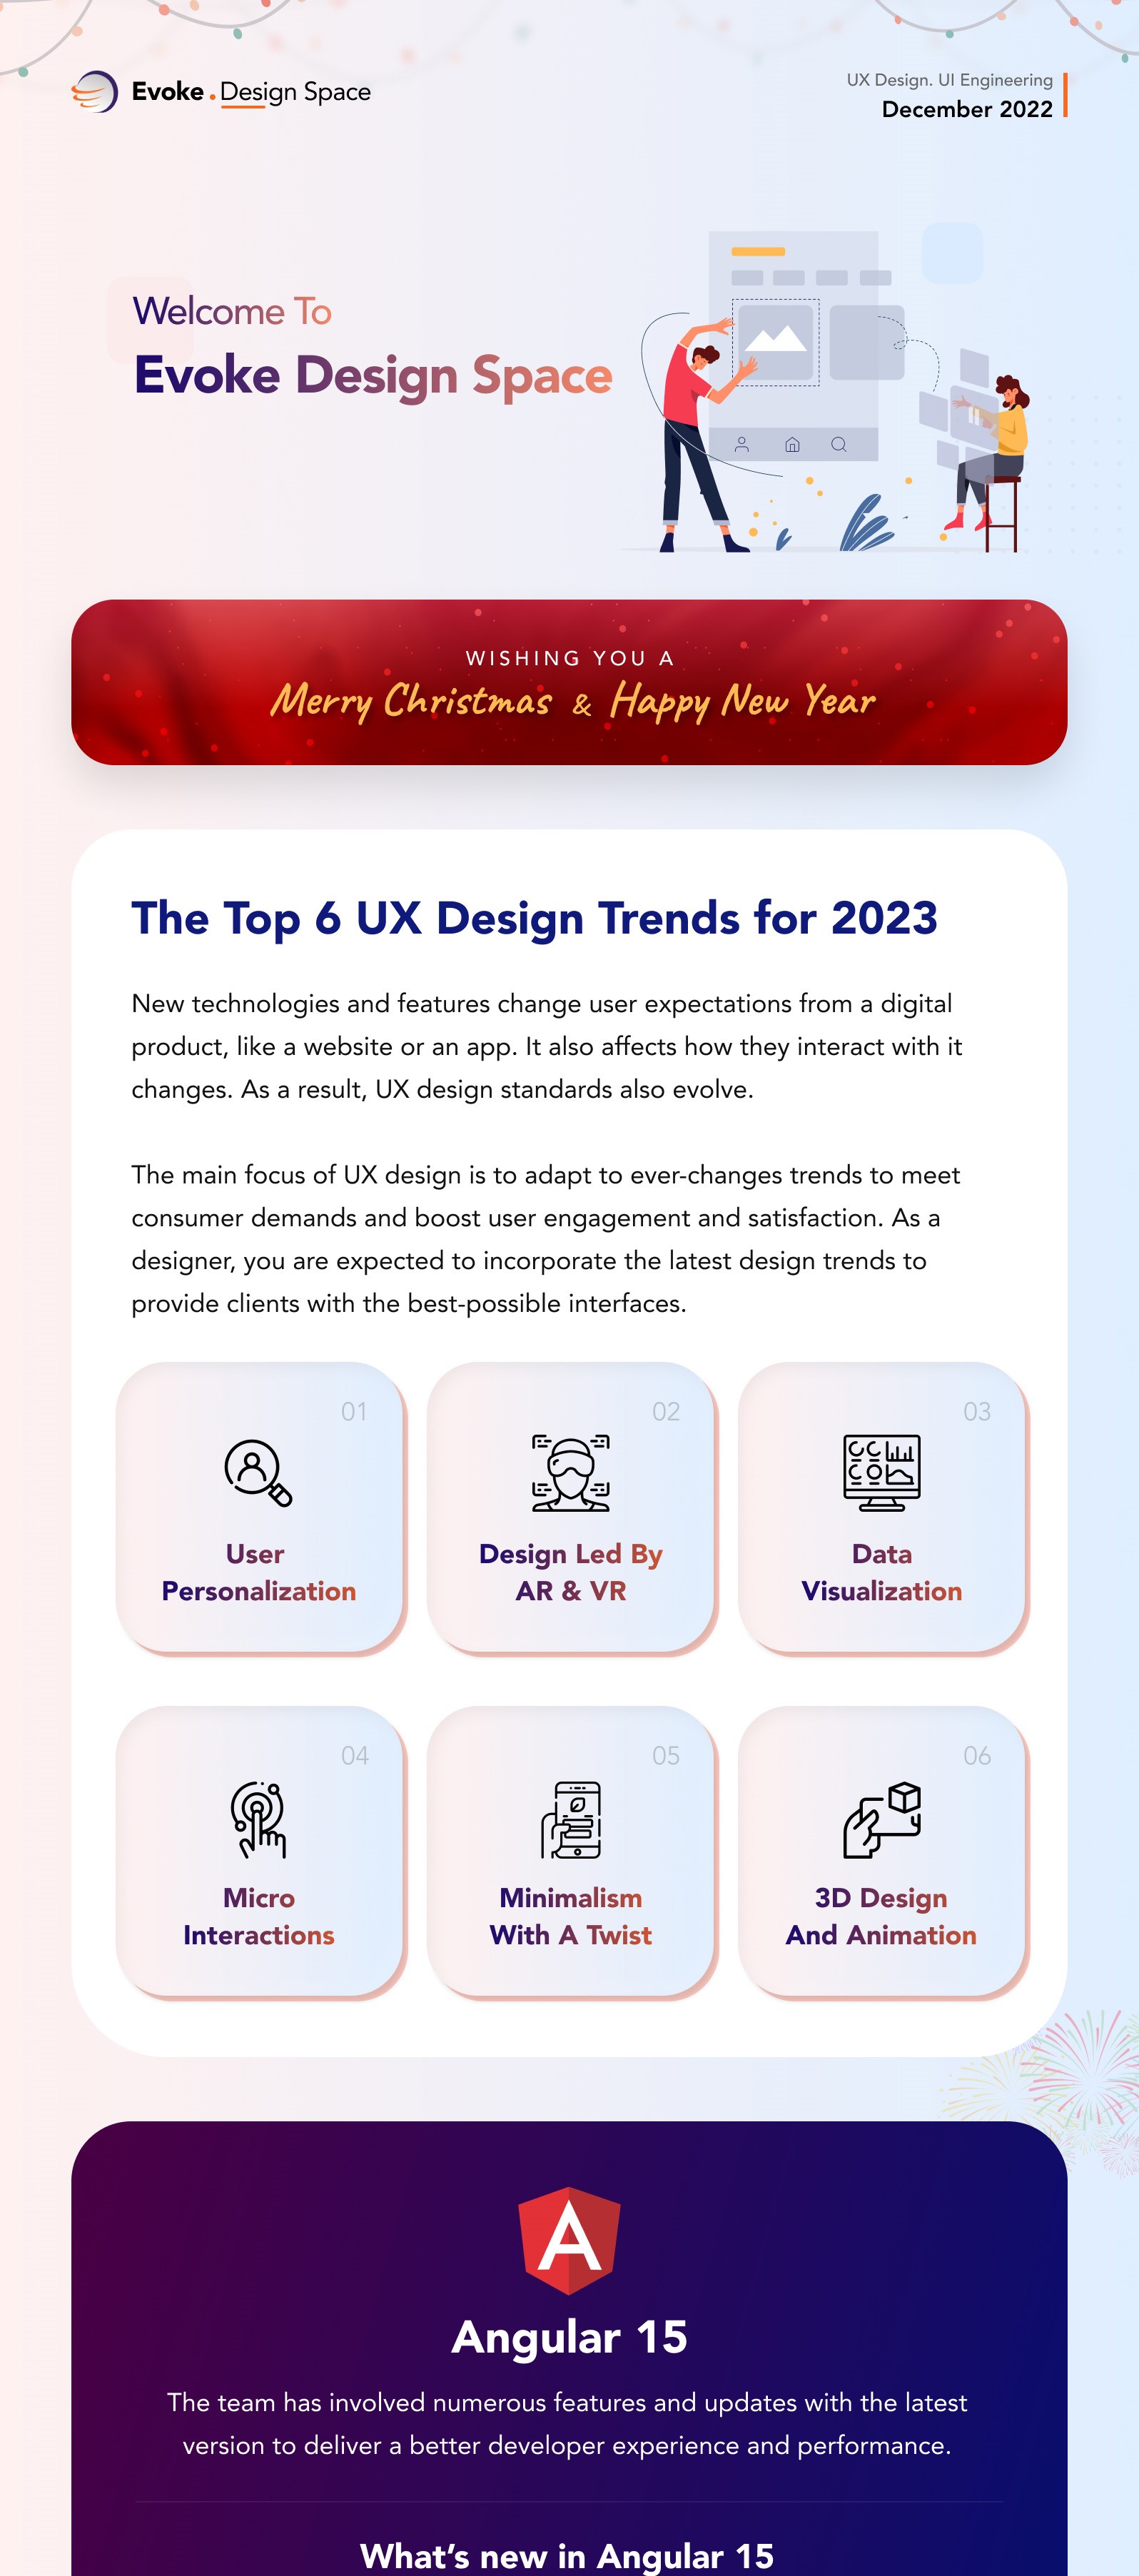 Evoke.Design Space
UX Design. UI Engineering
December 2022
Welcome To
Evoke Design Space
WISHING YOU A
Merry Christmas & Happy New Year
The Top 6 UX Design Trends for 2023
New technologies and features change user expectations from a digital
product, like a website or an app. It also affects how they interact with it
changes. As a result, UX design standards also evolve.
The main focus of UX design is to adapt to ever-changes trends to meet
consumer demands and boost user engagement and satisfaction. As a
designer, you are expected to incorporate the latest design trends to
provide clients with the best-possible interfaces.
01
User
Personalization
02
Design Led By
AR & VR
03
Data
Visualization
04
Micro
Interactions
05
Minimalism
With A Twist
06
3D Design
And Animation
A
Angular 15
The team has involved numerous features and updates with the latest
version to deliver a better developer experience and performance.
What's new in Angular 15